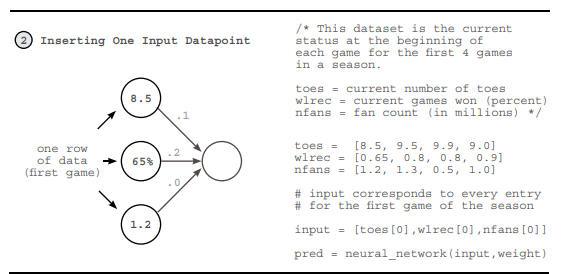 2 Inserting One Input Datapoint
8.5
.1
one row
of data
(first game)
65%
.2
.0
1.2
/* This dataset is the current
status at the beginning of
each game for the first 4 games
in a season.
toes = current number of toes
wlrec = current games won (percent)
nfans = fan count (in millions) */
toes = [8.5, 9.5, 9.9, 9.0]
wlrec = [0.65, 0.8, 0.8, 0.9]
nfans = [1.2, 1.3, 0.5, 1.0]
# input corresponds to every entry
# for the first game of the season
input = [toes[0],wlrec[0],nfans[0]]
pred = neural_network(input,weight)